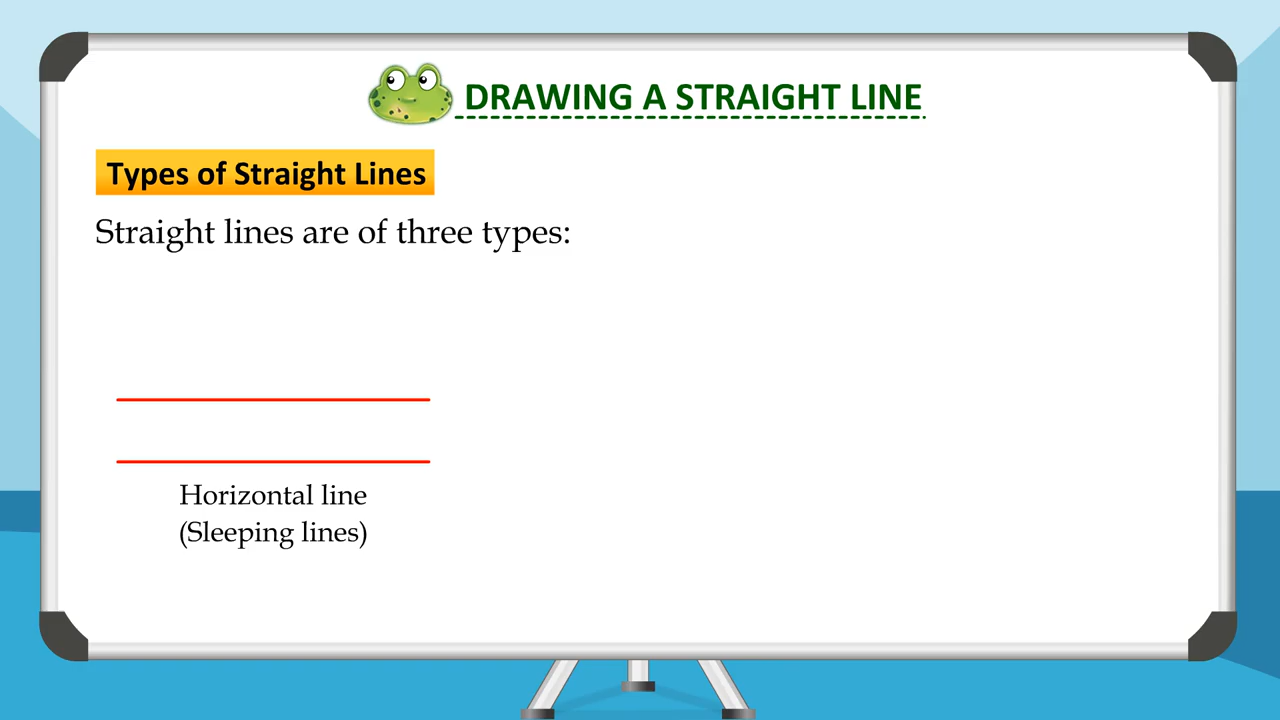 DRAWING A STRAIGHT LINE
Types of Straight Lines
Straight lines are of three types:
Horizontal line
(Sleeping lines)